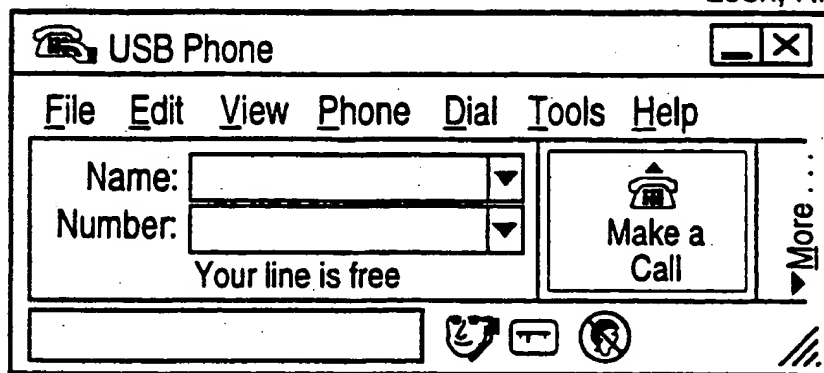 USB Phone
File Edit View Phone Dial Tools Help
Name:
Number:
Your line is free
Make a
Call
More...